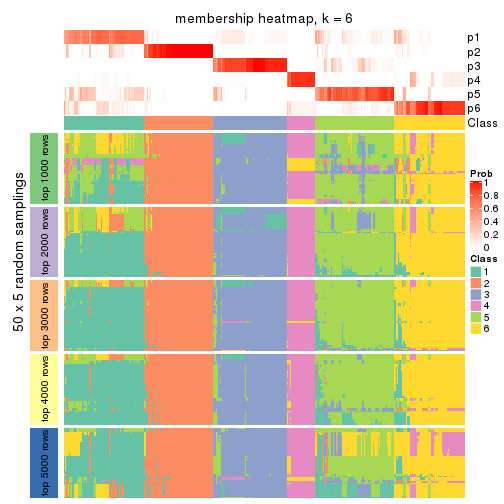 membership heatmap, k = 6
p1
p2
p3
p4
p5
p6
Class
50 x 5 random samplings
top 1000 rows
top 2000 rows
top 3000 rows
top 4000 rows
top 5000 rows
Prob
1
0.8
0.6
0.4
0.2
0
Class
1
2
3
4
5
6